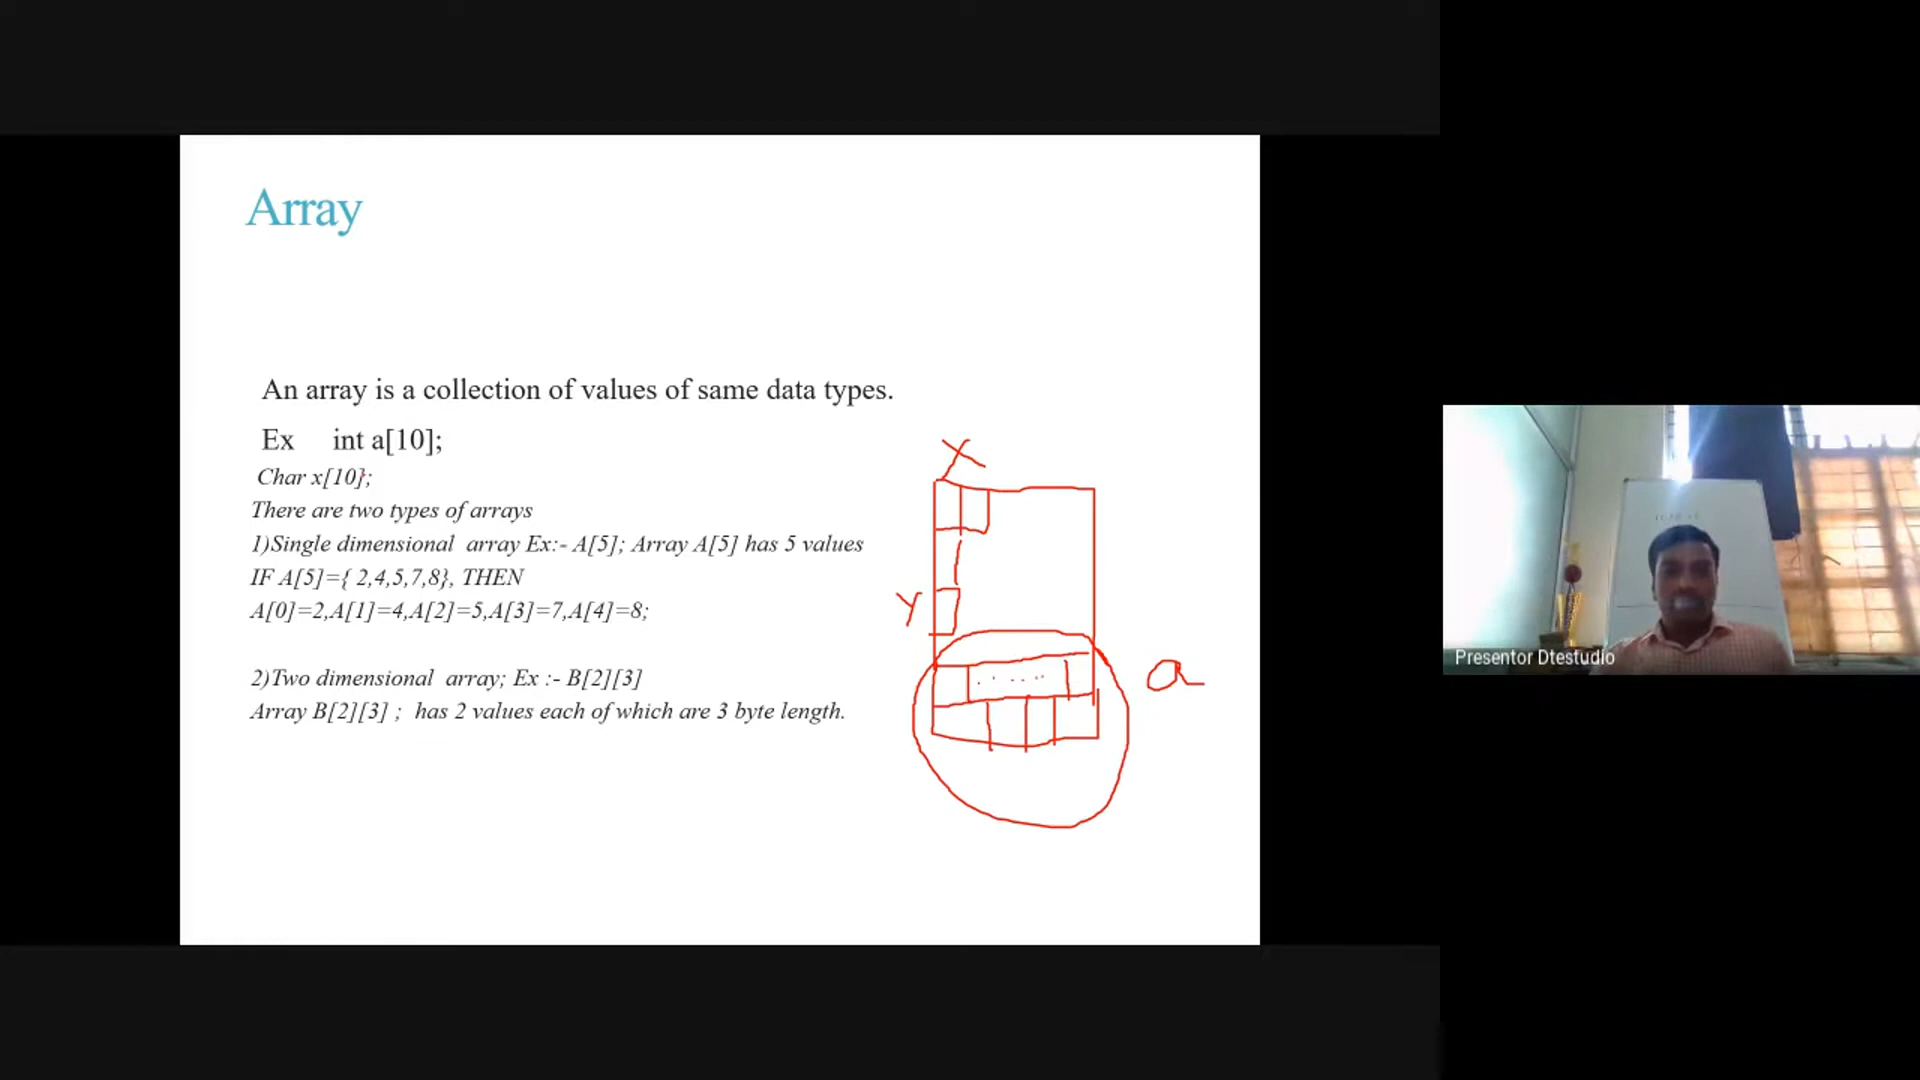 Array
An array is a collection of values of same data types.
Ex int a[10];
Char x[10};
There are two types of arrays
1)Single dimensional array Ex:- A[5]; Array A[5] has 5 values
IF A[5]={ 2,4,5,7,8}, THEN
A[0]=2,A[1]=4,A[2]=5,A[3]=7,A[4]=8;
2)Two dimensional array; Ex :- B[2][3]
Array B[2][3] ; has 2 values each of which are 3 byte length.
X
Y
a
Presentor Dtestudio